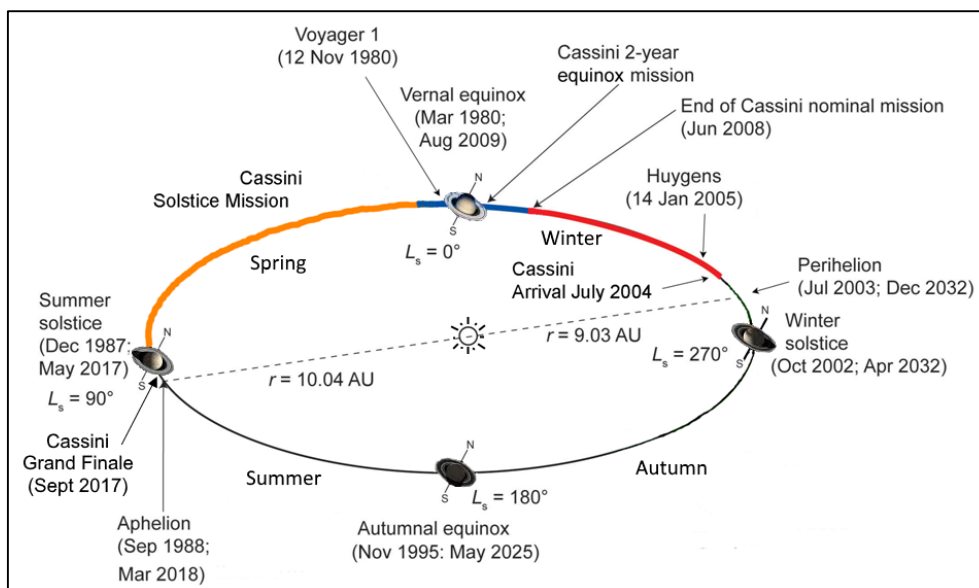 Voyager 1
(12 Nov 1980)
Cassini 2-year
equinox mission
Vernal equinox
(Mar 1980;
Aug 2009)
End of Cassini nominal mission
(Jun 2008)
Cassini
Solstice Mission
N
S
Huygens
(14 Jan 2005)
Winter
Lₛ = 0°
Spring
Cassini
Arrival July 2004
Perihelion
(Jul 2003; Dec 2032)
Summer
solstice
(Dec 1987;
May 2017)
N
S
r = 9.03 AU
r = 10.04 AU
Lₛ = 270°
N
S
Winter
solstice
(Oct 2002; Apr 2032)
Lₛ = 90°
Cassini
Grand Finale
(Sept 2017)
Summer
N
S
Lₛ = 180°
Autumn
Aphelion
(Sep 1988;
Mar 2018)
Autumnal equinox
(Nov 1995: May 2025)